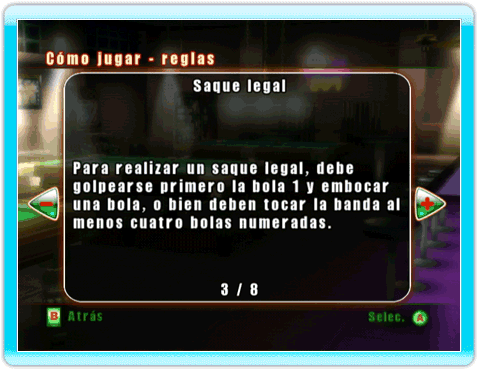 Cómo jugar - reglas
Saque legal
Para realizar un saque legal, debe
golpearse primero la bola 1 y embocar
una bola, o bien deben tocar la banda al
menos cuatro bolas numeradas.
3 / 8
B Atrás
Selec. A